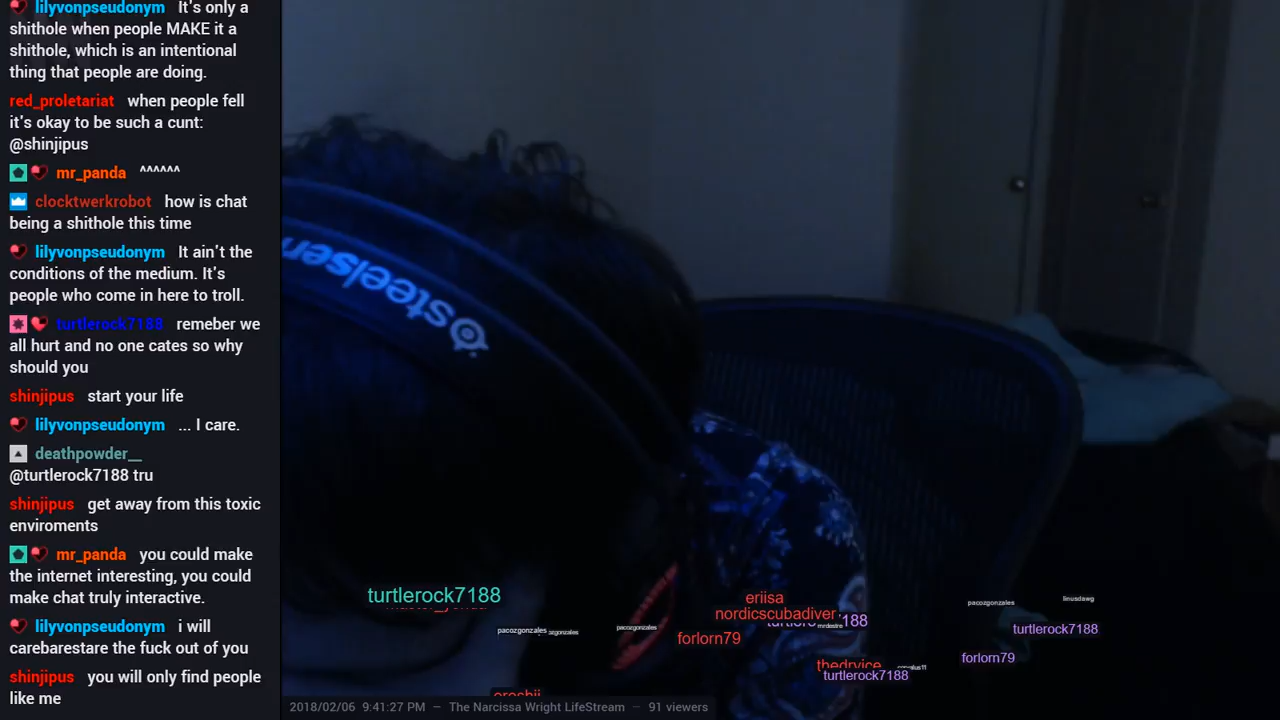 lilyvonpseudonym It's only a
shithole when people MAKE it a
shithole, which is an intentional
thing that people are doing.
red_proletariat when people fell
it's okay to be such a cunt:
@shinjipus
mr_panda ^^^^^^
clocktwerkrobot how is chat
being a shithole this time
lilyvonpseudonym It ain't the
conditions of the medium. It's
people who come in here to troll.
turtlerock7188 remeber we
all hurt and no one cates so why
should you
shinjipus start your life
lilyvonpseudonym ... I care.
deathpowder__
@turtlerock7188 tru
shinjipus get away from this toxic
enviroments
mr_panda you could make
the internet interesting, you could
make chat truly interactive.
lilyvonpseudonym i will
carebarestare the fuck out of you
shinjipus you will only find people
like me
steelser
turtlerock7188
eriisa
nordicscubadiver
188
pacozgonzales
pacozgonzales
forlorn79
thedrvice
turtlerock7188
pacozgonzales
linusdawg
turtlerock7188
forlorn79
2018/02/06 9:41:27 PM – The Narcissa Wright LifeStream – 91 viewers